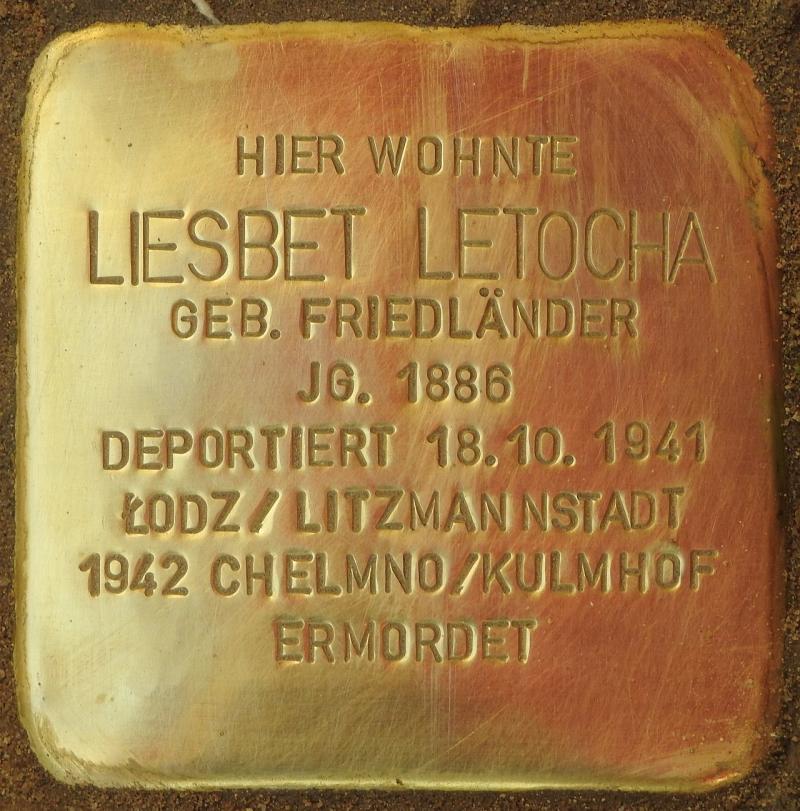 HIER WOHNTE
LIESBET LETOCHA
GEB. FRIEDLÄNDER
JG. 1886
DEPORTIERT 18.10. 1941
ŁODZ / LITZMANNSTADT
1942 CHELMNO/KULMHOF
ERMORDET